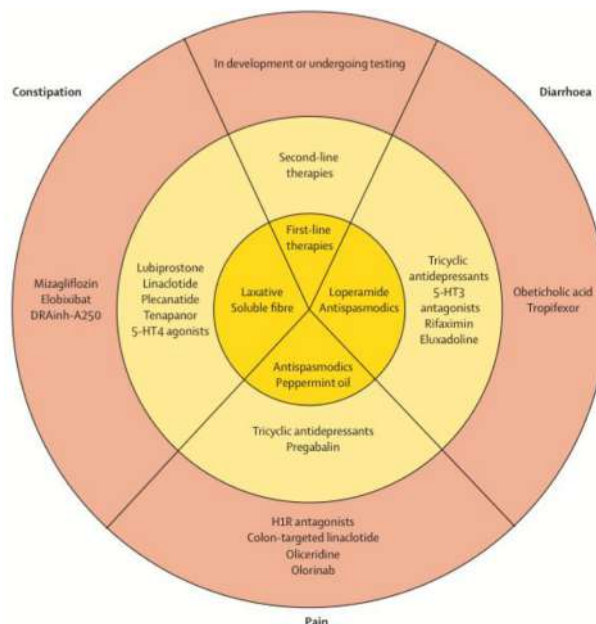 In development or undergoing testing
Constipation
Diarrhoea
Second-line
therapies
First-line
therapies
Mizagliflozin
Elobixibat
DRAinh-A250
Lubiprostone
Linaclotide
Plecanatide
Tenapanor
5-HT4 agonists
Laxative
Soluble fibre
Loperamide
Antispasmodics
Tricyclic
antidepressants
5-HT3
antagonists
Rifaximin
Eluxadoline
Obeticholic acid
Tropifexor
Antispasmodics
Peppermint oil
Tricyclic antidepressants
Pregabalin
H1R antagonists
Colon-targeted linaclotide
Oliceridine
Olorinab
Pain